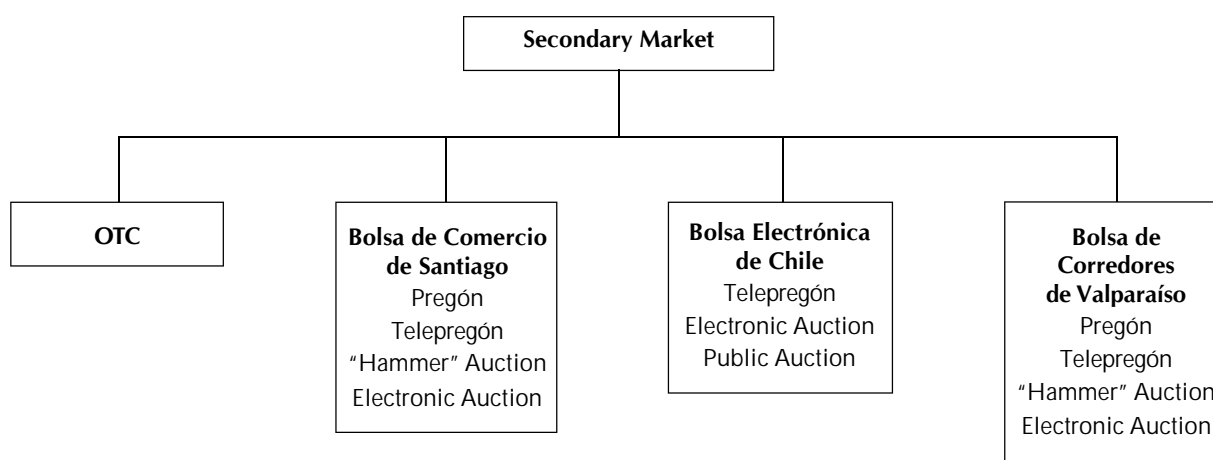 Secondary Market
OTC
Bolsa de Comercio
de Santiago
Pregón
Telepregón
“Hammer” Auction
Electronic Auction
Bolsa Electrónica
de Chile
Telepregón
Electronic Auction
Public Auction
Bolsa de
Corredores
de Valparaíso
Pregón
Telepregón
“Hammer” Auction
Electronic Auction